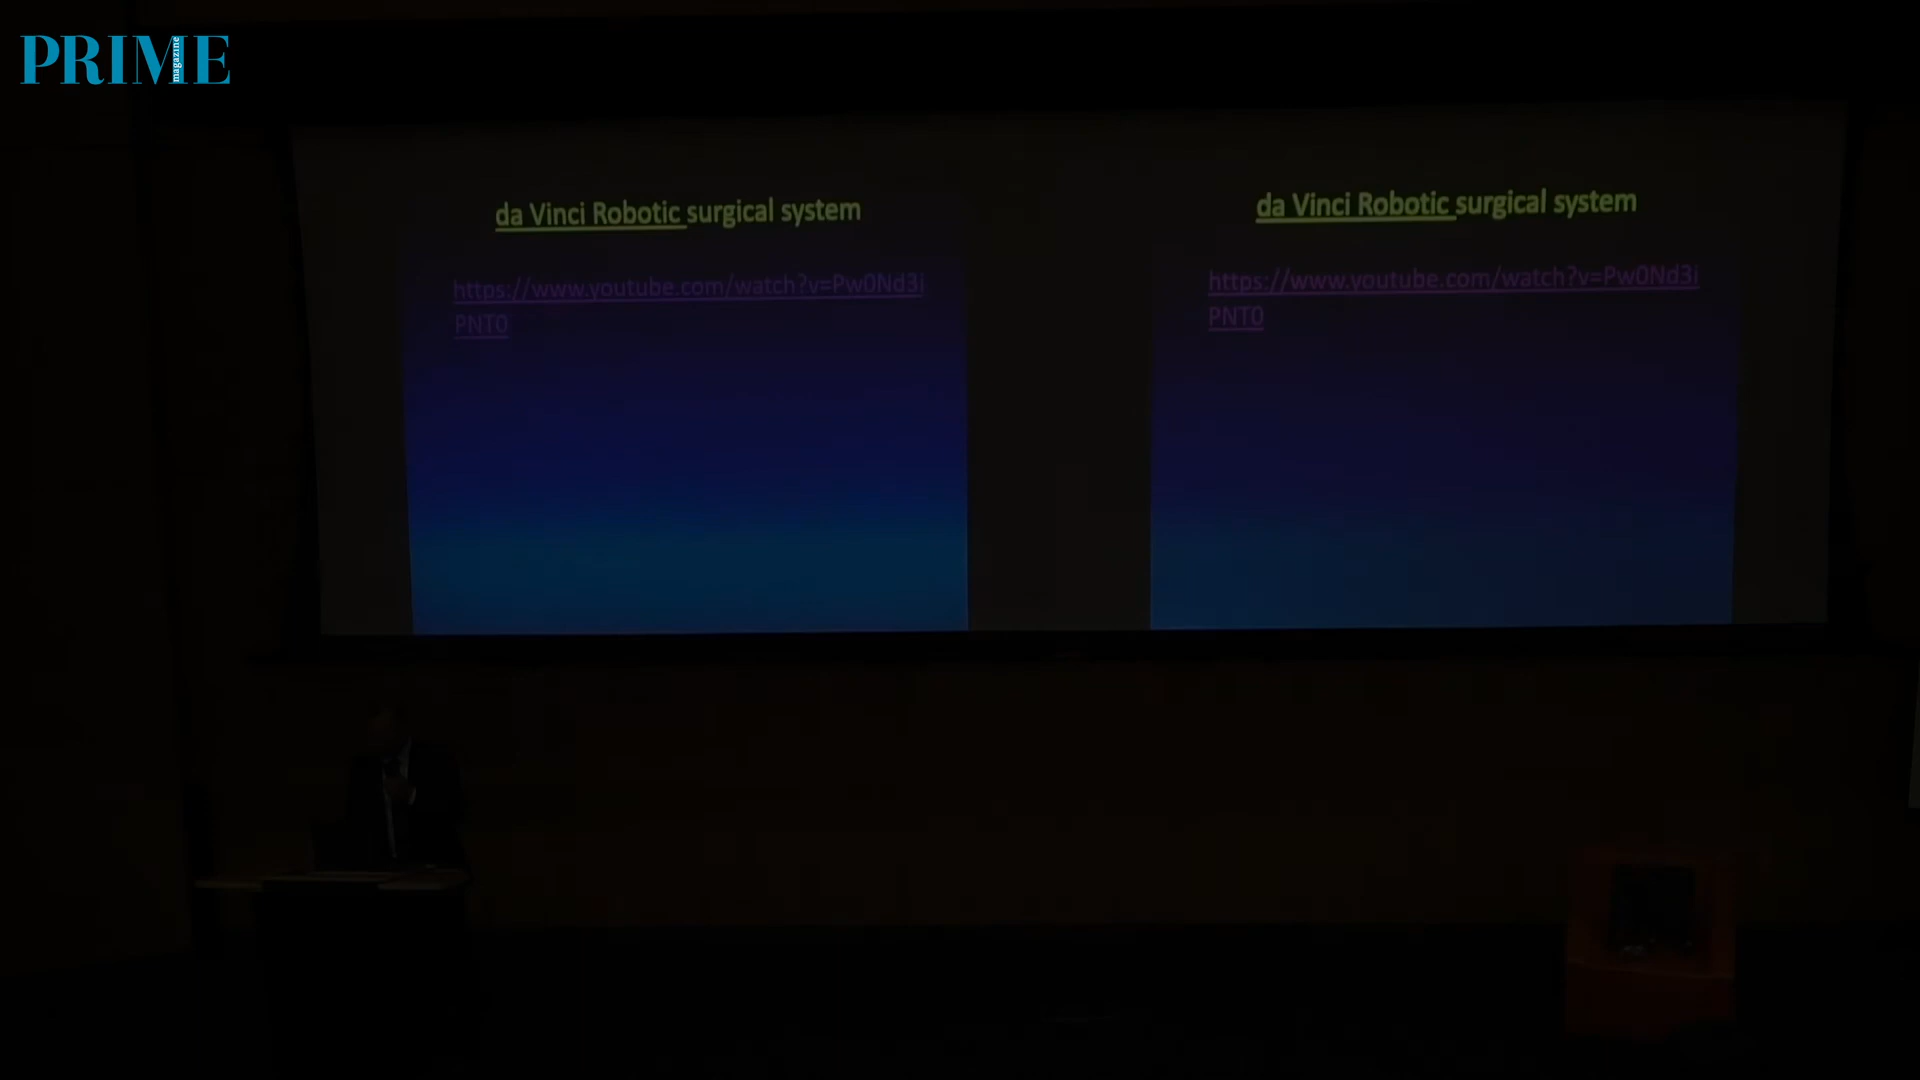 PRIME
magazine
da Vinci Robotic surgical system
https://www.youtube.com/watch?v=Pw0Nd3i
PNT0
da Vinci Robotic surgical system
https://www.youtube.com/watch?v=Pw0Nd3i
PNT0